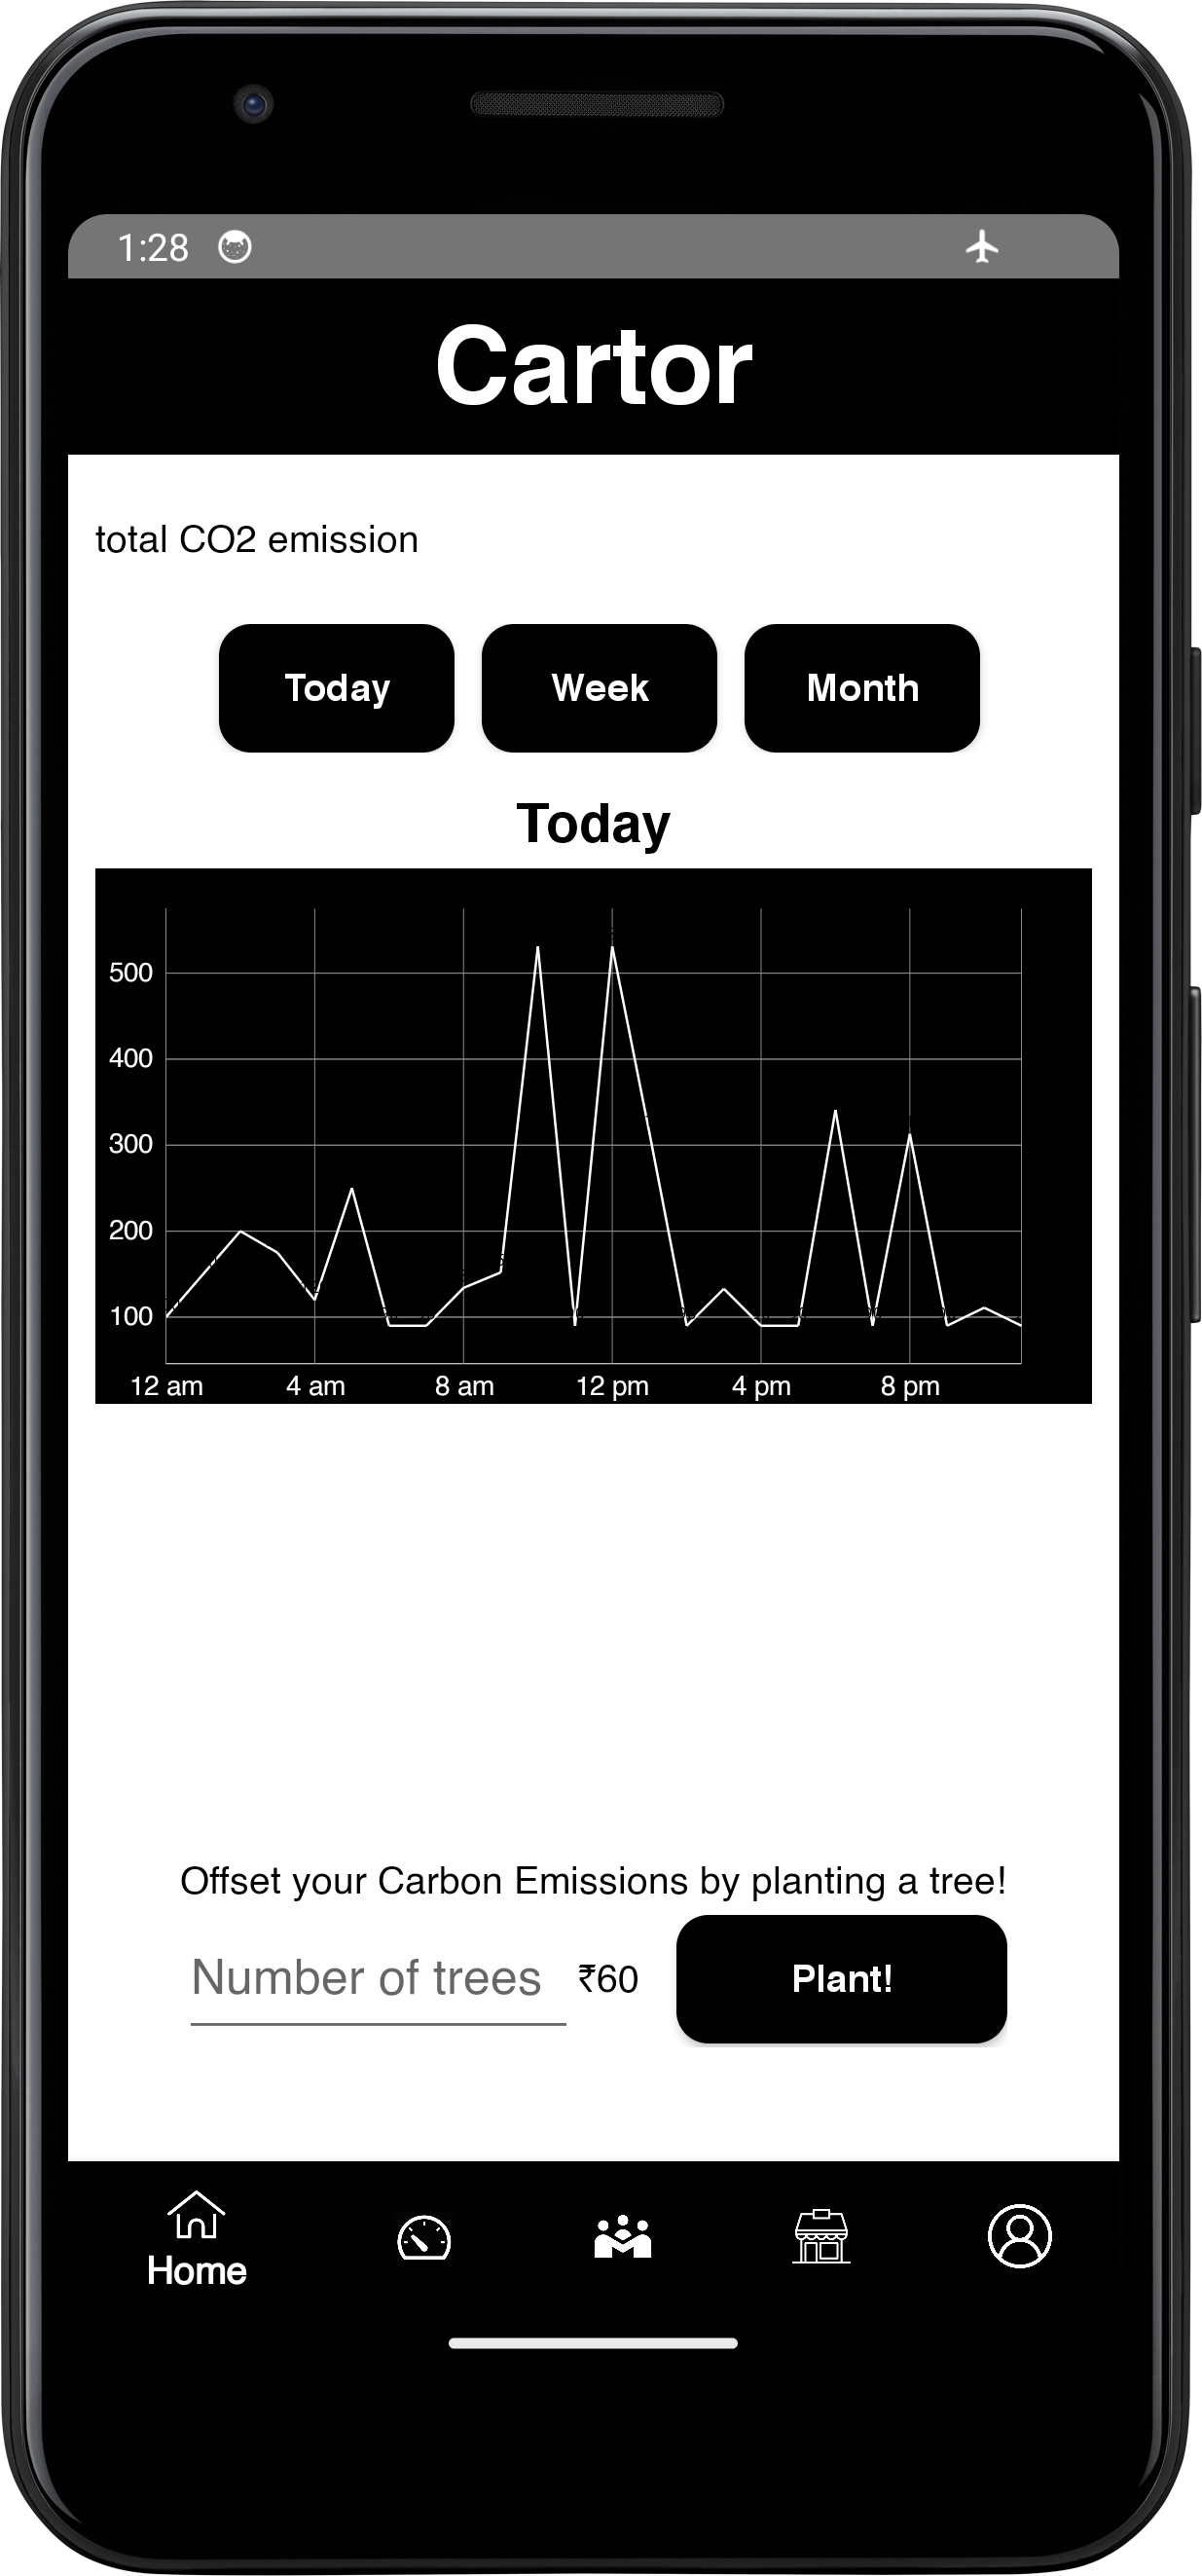 1:28
Cartor
total CO2 emission
Today Week Month
Today
500
400
300
200
100
12 am 4 am 8 am 12 pm 4 pm 8 pm
Offset your Carbon Emissions by planting a tree!
Number of trees ₹60 Plant!
Home